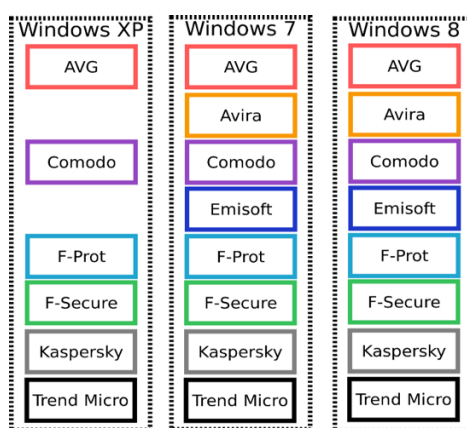 Windows XP
AVG
Comodo
F-Prot
F-Secure
Kaspersky
Trend Micro
Windows 7
AVG
Avira
Comodo
Emisoft
F-Prot
F-Secure
Kaspersky
Trend Micro
Windows 8
AVG
Avira
Comodo
Emisoft
F-Prot
F-Secure
Kaspersky
Trend Micro